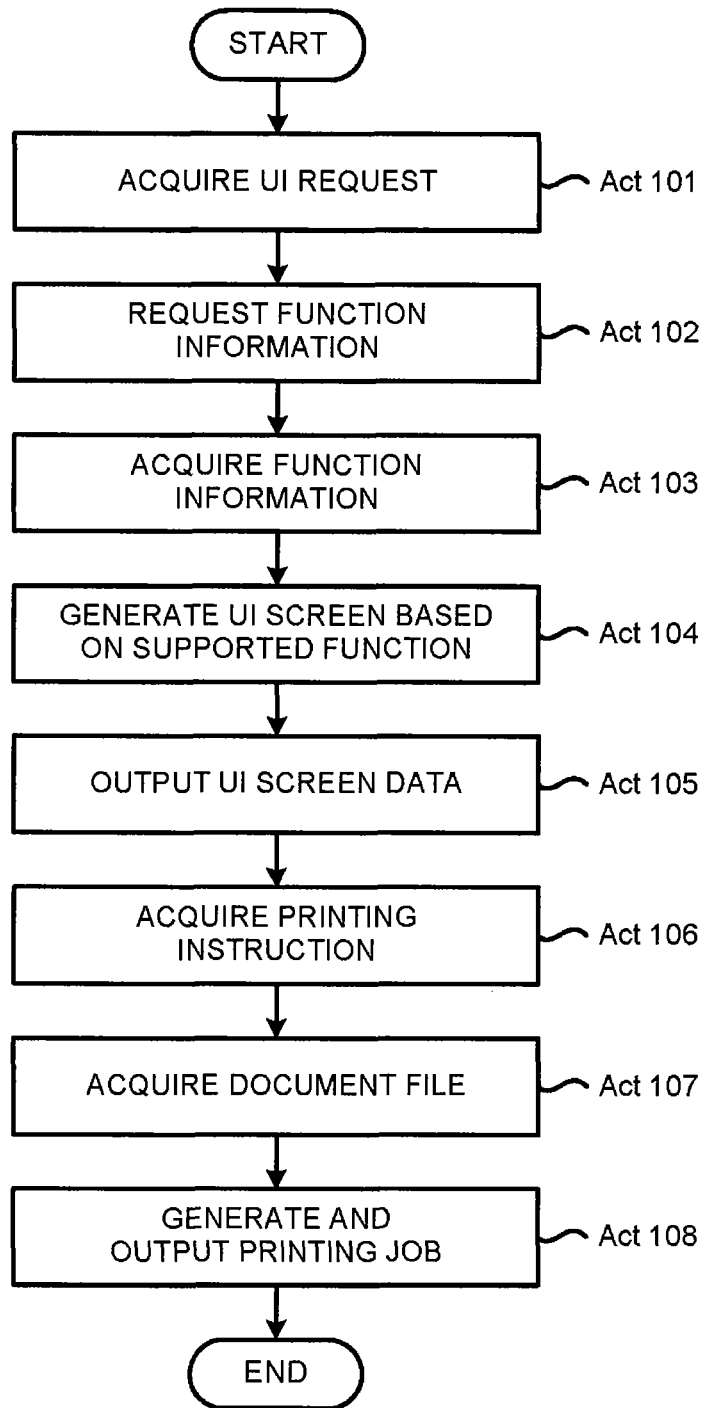 START
ACQUIRE UI REQUEST
Act 101
REQUEST FUNCTION
INFORMATION
Act 102
ACQUIRE FUNCTION
INFORMATION
Act 103
GENERATE UI SCREEN BASED
ON SUPPORTED FUNCTION
Act 104
OUTPUT UI SCREEN DATA
Act 105
ACQUIRE PRINTING
INSTRUCTION
Act 106
ACQUIRE DOCUMENT FILE
Act 107
GENERATE AND
OUTPUT PRINTING JOB
Act 108
END